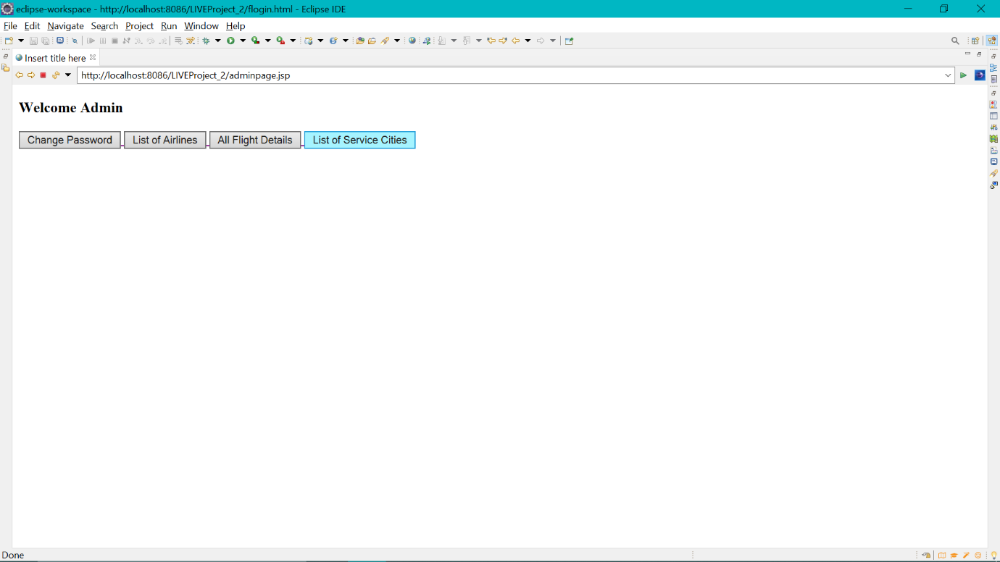 eclipse-workspace - http://localhost:8086/LIVEProject_2/flogin.html - Eclipse IDE
File Edit Navigate Search Project Run Window Help
Insert title here
http://localhost:8086/LIVEProject_2/adminpage.jsp
Welcome Admin
Change Password List of Airlines All Flight Details List of Service Cities
Done